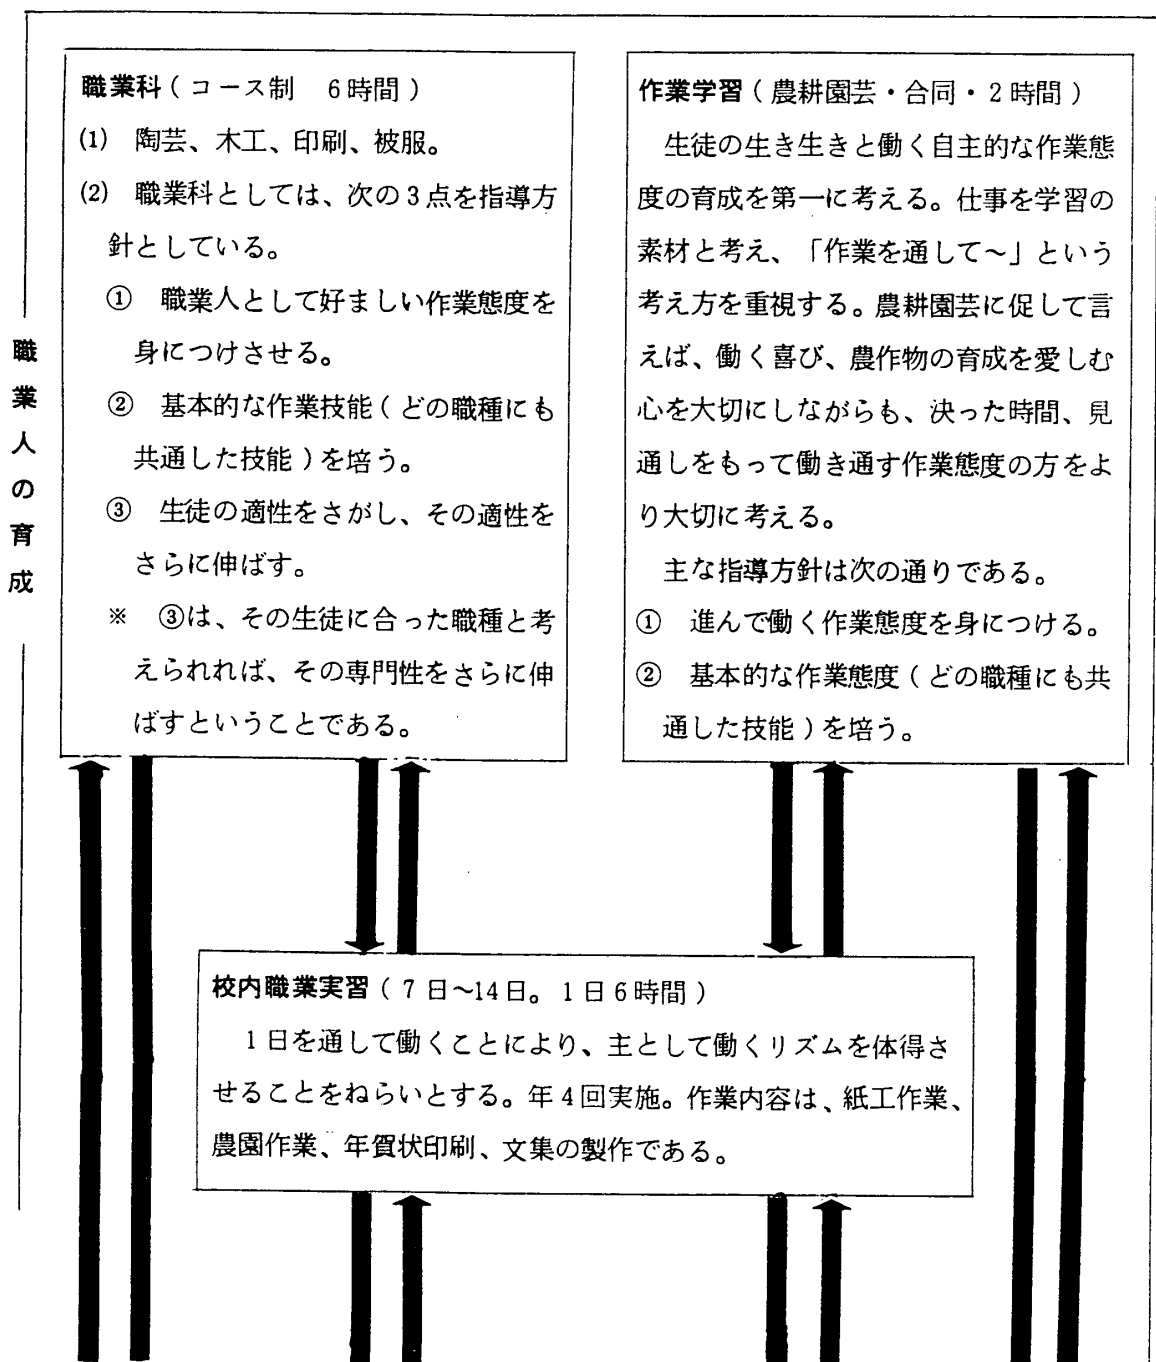 職業人の育成
職業科(コース制　6時間)
(1)　陶芸、木工、印刷、被服。
(2)　職業科としては、次の3点を指導方
針としている。
①　職業人として好ましい作業態度を
身につけさせる。
②　基本的な作業技能(どの職種にも
共通した技能)を培う。
③　生徒の適性をさがし、その適性を
さらに伸ばす。
※　③は、その生徒に合った職種と考
えられれば、その専門性をさらに伸
ばすということである。
作業学習(農耕園芸・合同・2時間)
生徒の生き生きと働く自主的な作業態
度の育成を第一に考える。仕事を学習の
素材と考え、「作業を通して~」という
考え方を重視する。農耕園芸に促して言
えば、働く喜び、農作物の育成を愛しむ
心を大切にしながらも、決った時間、見
通しをもって働き通す作業態度の方をよ
り大切に考える。
主な指導方針は次の通りである。
①　進んで働く作業態度を身につける。
②　基本的な作業態度(どの職種にも共
通した技能)を培う。
校内職業実習(7日~14日。1日6時間)
1日を通して働くことにより、主として働くリズムを体得さ
せることをねらいとする。年4回実施。作業内容は、紙工作業、
農園作業、年賀状印刷、文集の製作である。